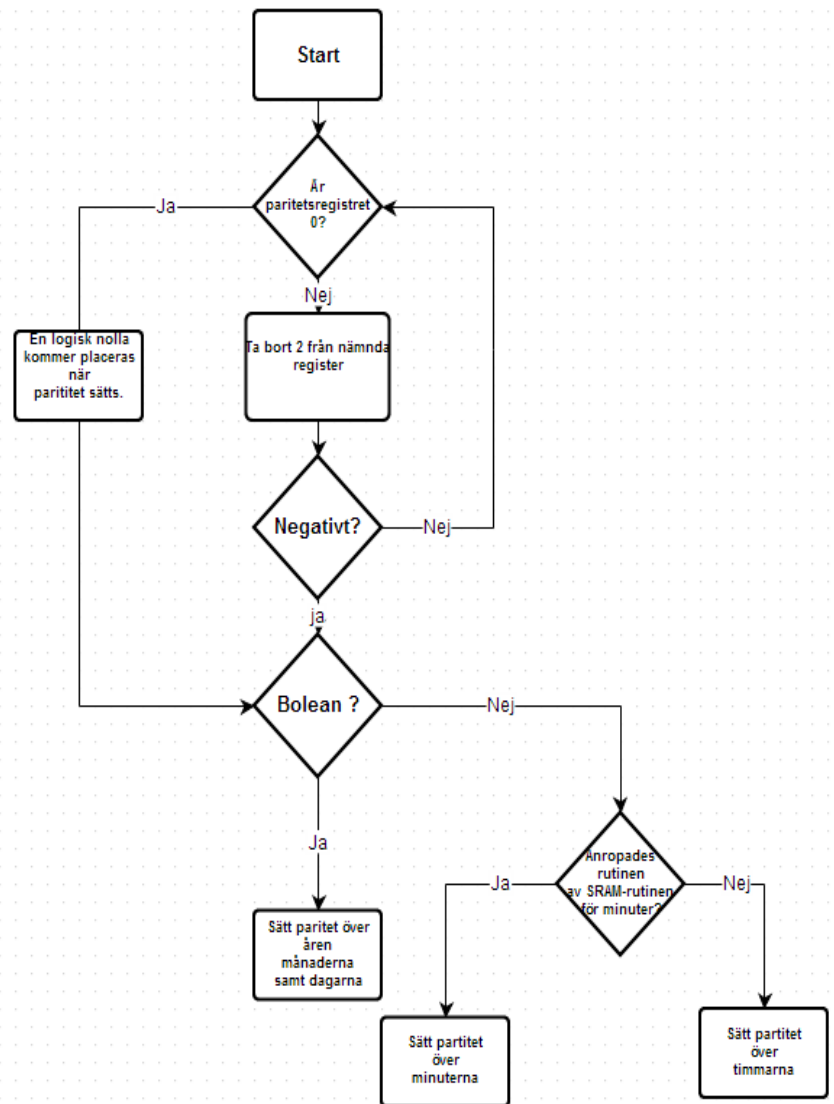 Start
Är
paritetsregistret
0?
Ja
Nej
En logisk nolla
kommer placeras
när
parititet sätts.
Ta bort 2 från nämnda
register
Negativt?
Nej
ja
Bolean ?
Nej
Ja
Anropades
rutinen
av SRAM-rutinen
för minuter?
Ja
Nej
Sätt paritet över
åren
månaderna
samt dagarna
Sätt partitet
över
minuterna
Sätt partitet
över
timmarna